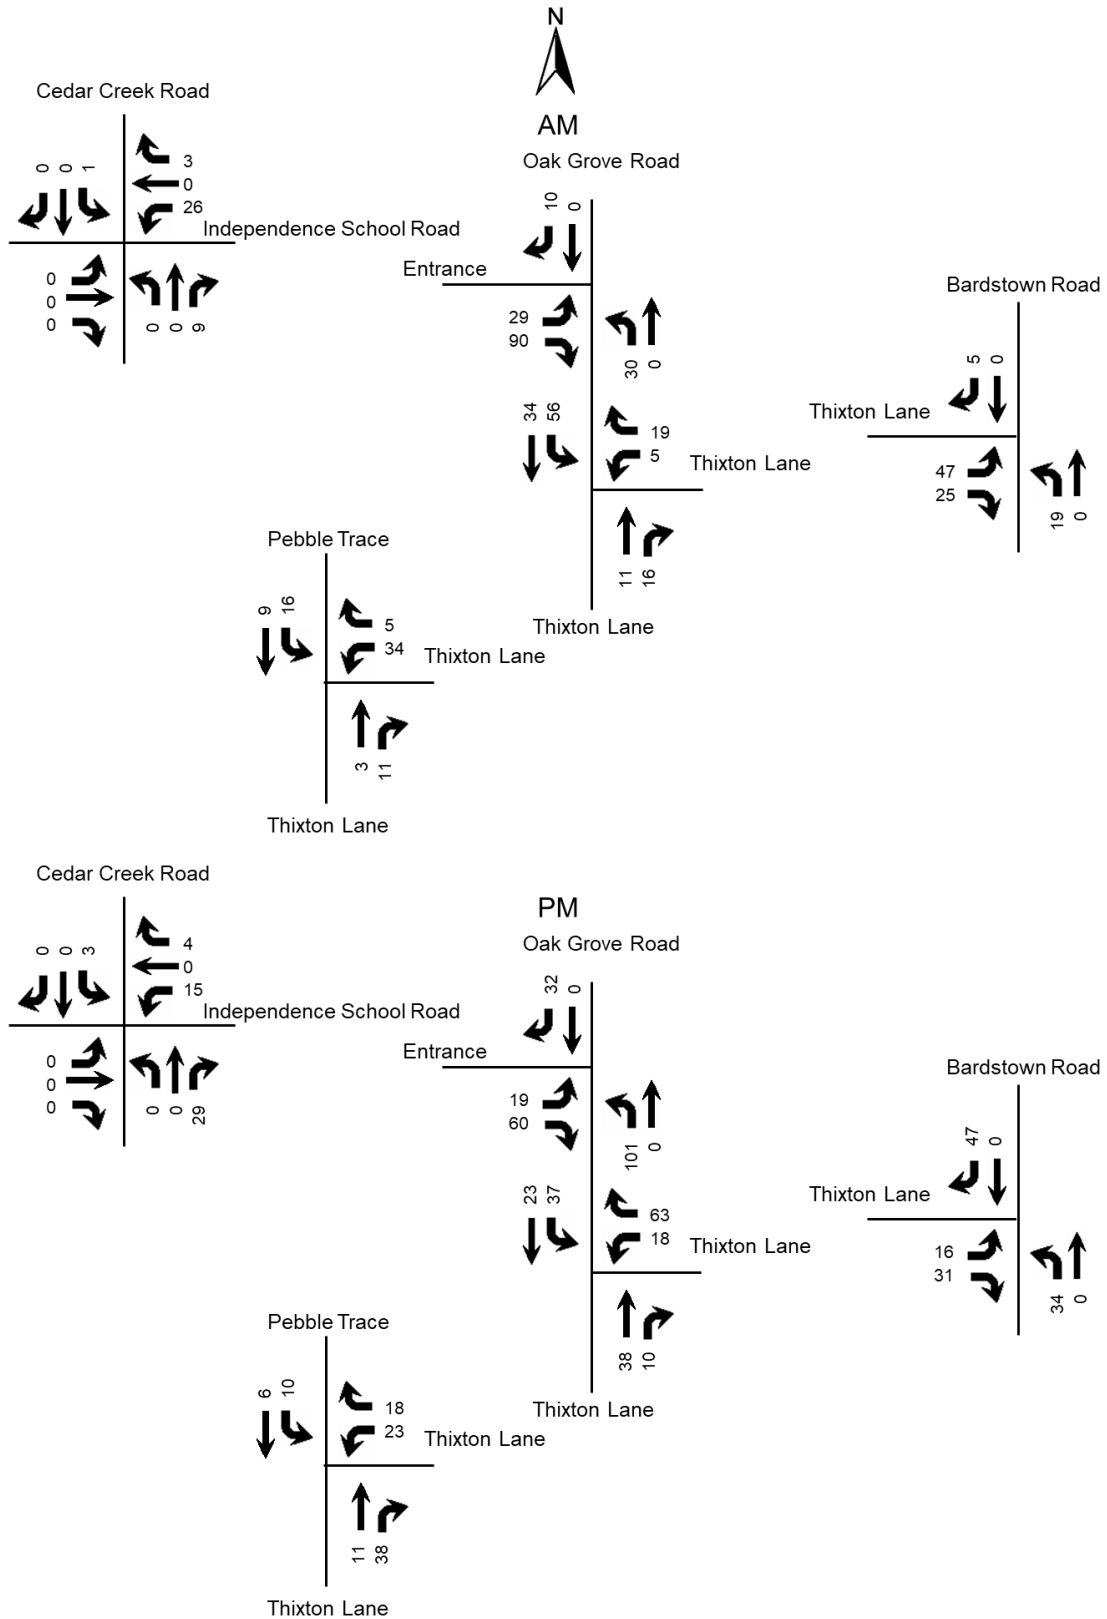 N
AM
Cedar Creek Road
0 0 1
3
0
26
Independence School Road
0
0
0
0 0 9
Oak Grove Road
10 0
Entrance
29
90
30 0
34 56
19
5
Thixton Lane
11 16
Thixton Lane
Bardstown Road
5 0
Thixton Lane
47
25
19 0
Pebble Trace
9 16
5
34
Thixton Lane
3 11
Thixton Lane
PM
Cedar Creek Road
0 0 3
4
0
15
Independence School Road
0
0
0
0 0 29
Oak Grove Road
32 0
Entrance
19
60
101 0
23 37
63
18
Thixton Lane
38 10
Thixton Lane
Bardstown Road
47 0
Thixton Lane
16
31
34 0
Pebble Trace
6 10
18
23
Thixton Lane
11 38
Thixton Lane